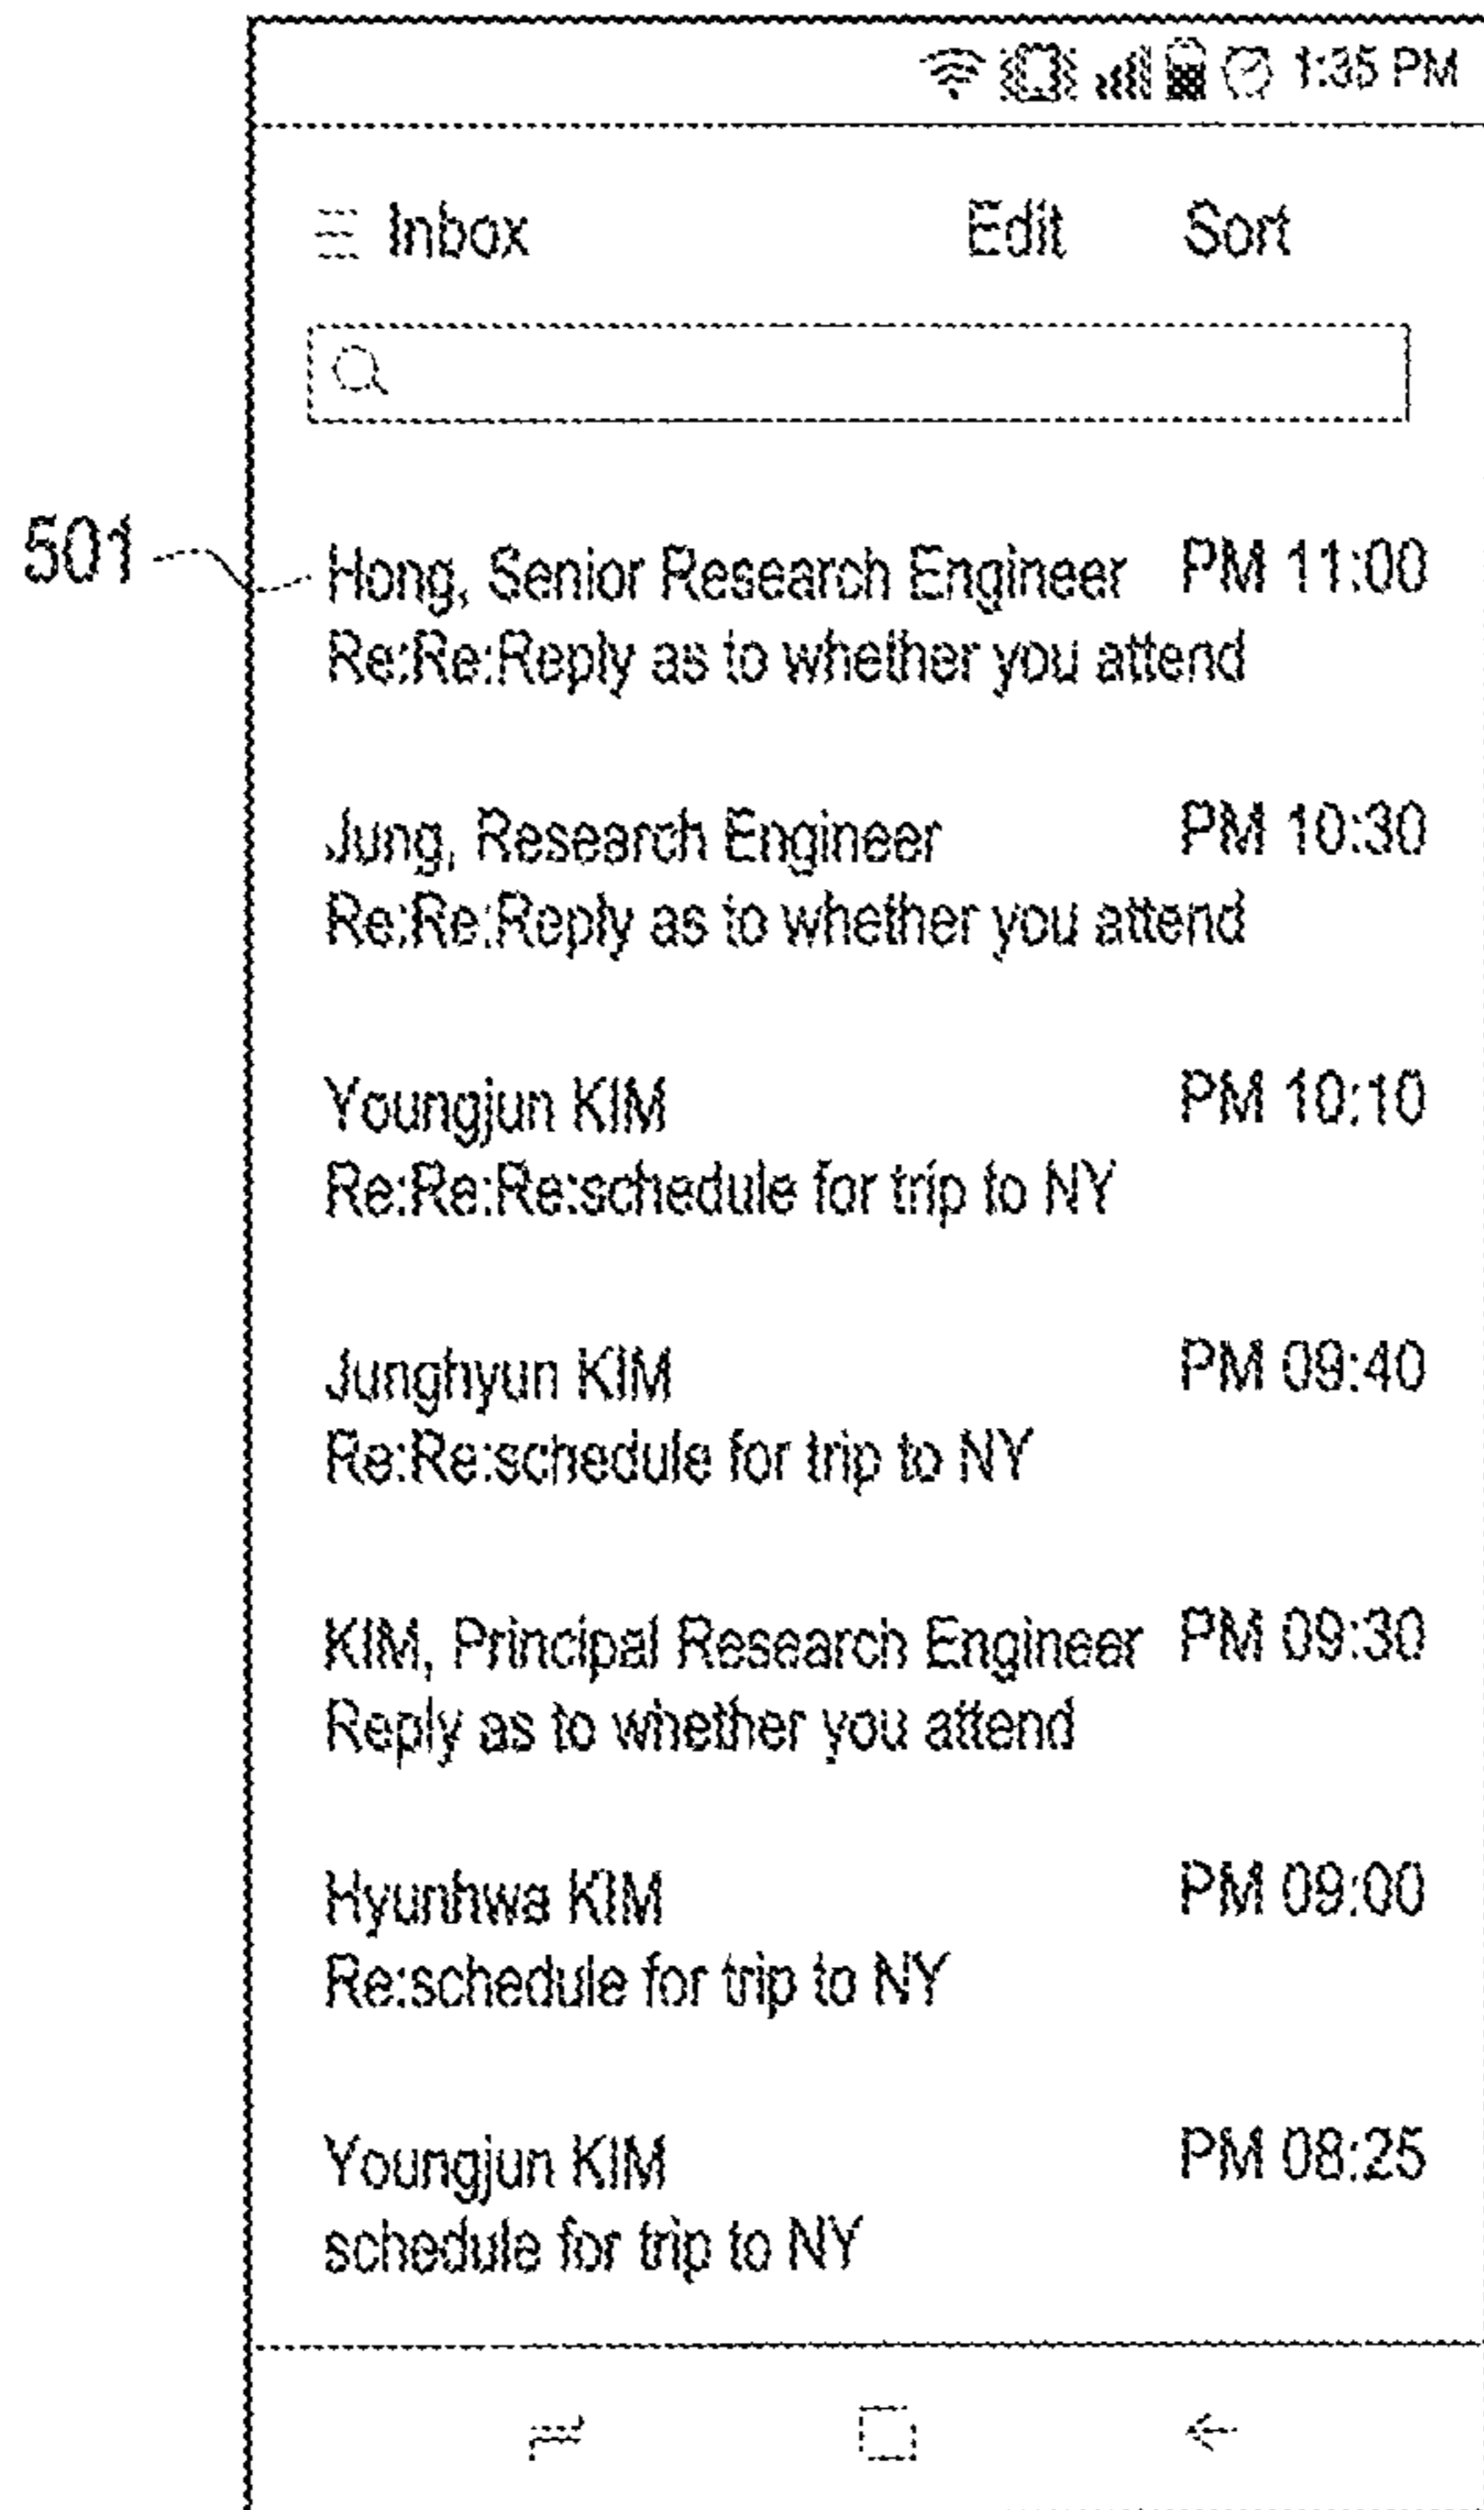 1:35 PM
Inbox Edit Sort
501
Hong, Senior Research Engineer PM 11:00
Re:Re:Reply as to whether you attend
Jung, Research Engineer PM 10:30
Re:Re:Reply as to whether you attend
Youngjun KIM PM 10:10
Re:Re:Re:schedule for trip to NY
Junghyun KIM PM 09:40
Re:Re:schedule for trip to NY
KIM, Principal Research Engineer PM 09:30
Reply as to whether you attend
Hyunhwa KIM PM 09:00
Re:schedule for trip to NY
Youngjun KIM PM 08:25
schedule for trip to NY